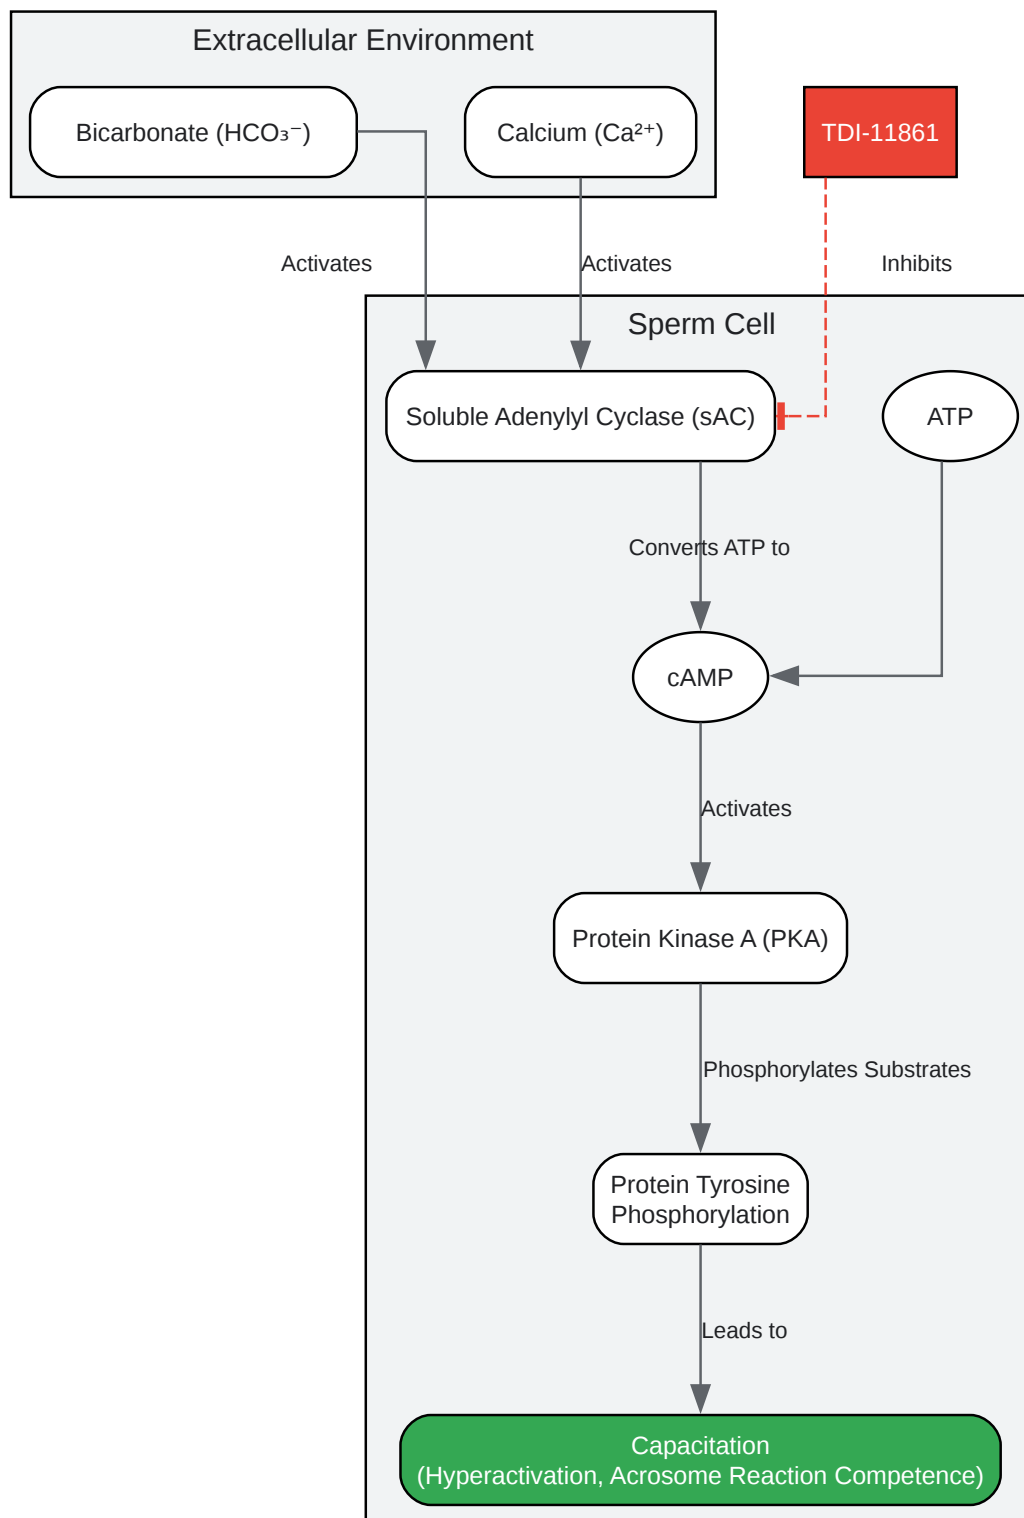 Extracellular Environment
Bicarbonate (HCO₃⁻)
Calcium (Ca²⁺)
TDI-11861
Activates
Activates
Inhibits
Sperm Cell
Soluble Adenylyl Cyclase (sAC)
ATP
Converts ATP to
cAMP
Activates
Protein Kinase A (PKA)
Phosphorylates Substrates
Protein Tyrosine
Phosphorylation
Leads to
Capacitation
(Hyperactivation, Acrosome Reaction Competence)